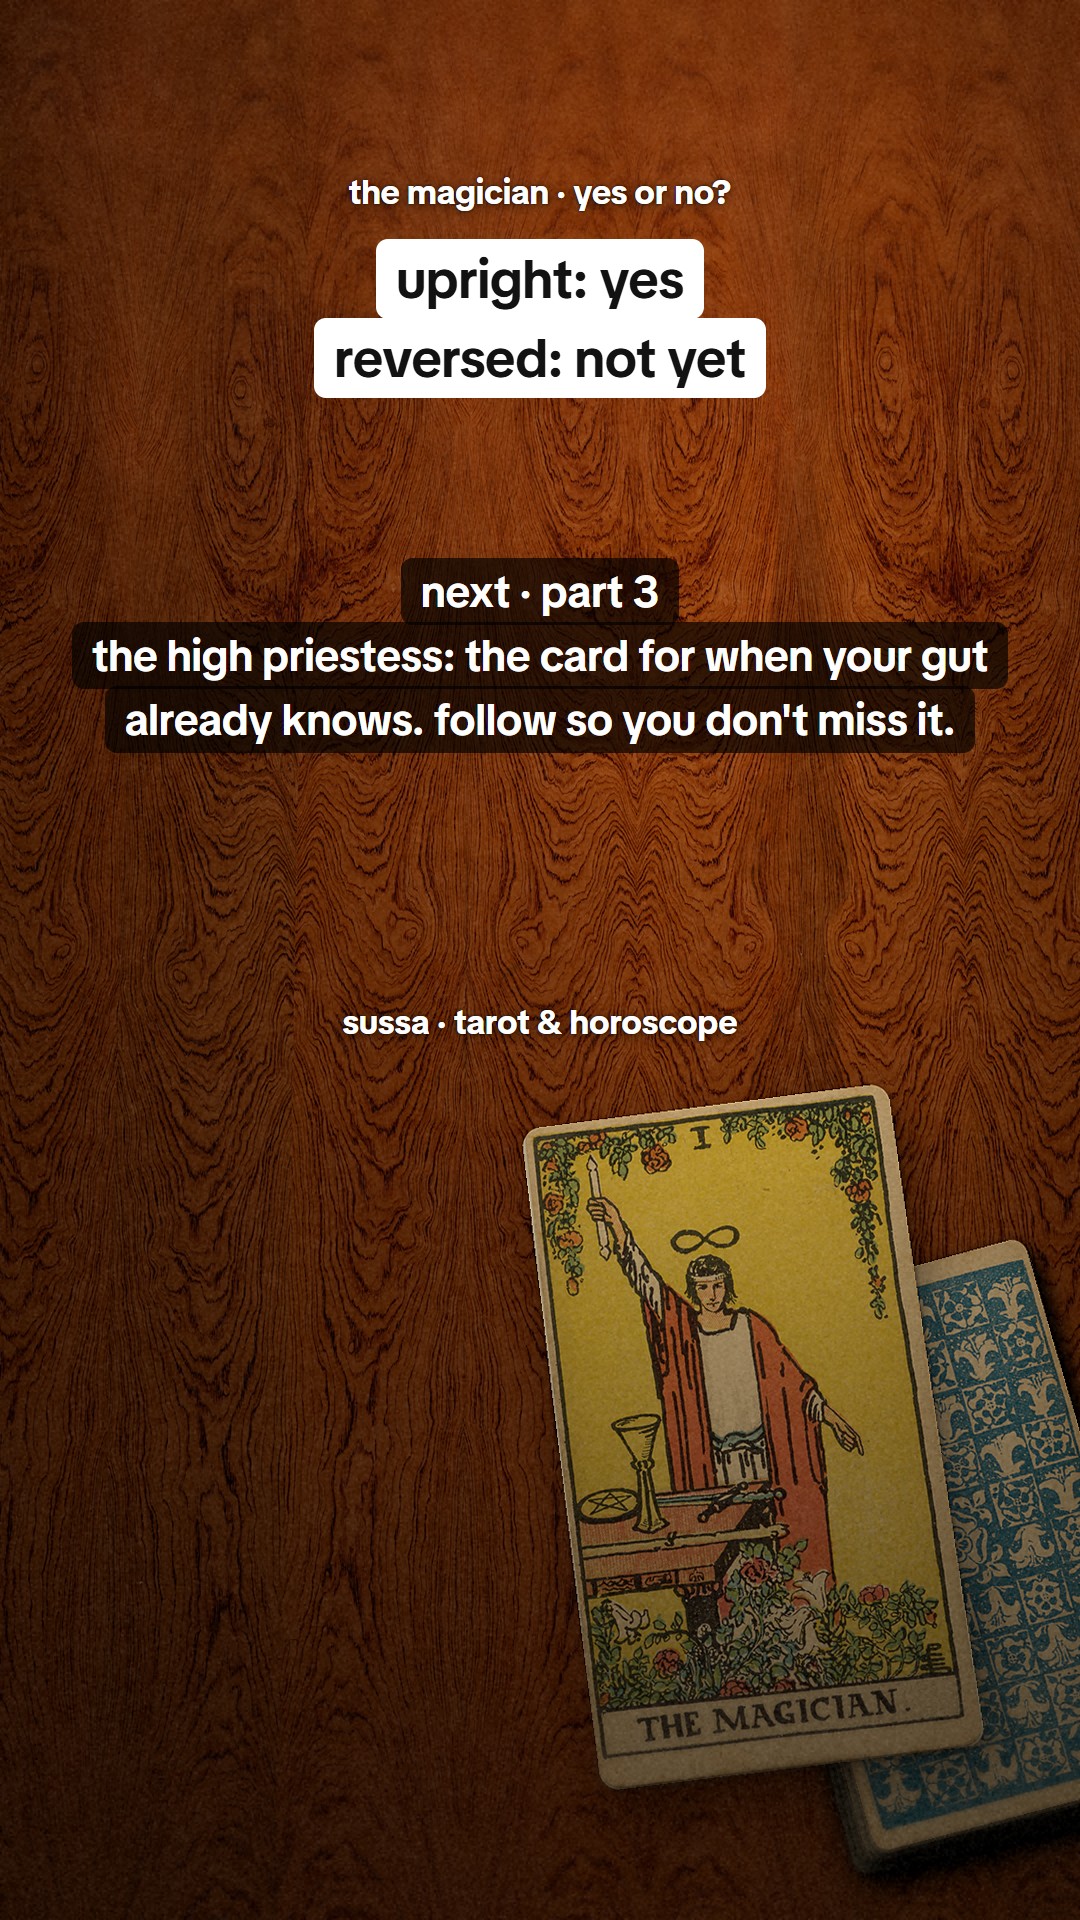 the magician · yes or no?
upright: yes
reversed: not yet
next · part 3
the high priestess: the card for when your gut
already knows. follow so you don't miss it.
sussa · tarot & horoscope
I
THE MAGICIAN.